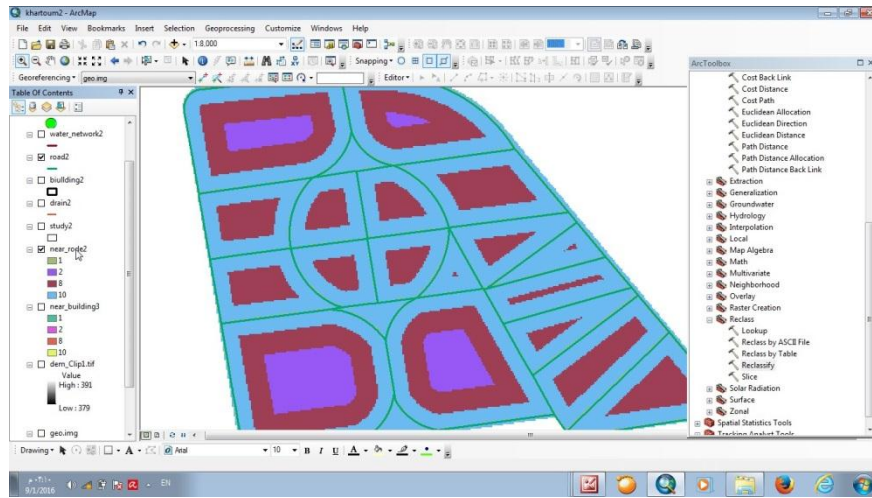 khartoum2 - ArcMap
File Edit View Bookmarks Insert Selection Geoprocessing Customize Windows Help
1:8,000
Snapping
Georeferencing geo.img
Editor
Table Of Contents
water_network2
road2
biullding2
drain2
study2
near_rode2
1
2
8
10
near_building3
1
2
8
10
dem_Clip1.tif
Value
High : 391
Low : 379
geo.img
ArcToolbox
Cost Back Link
Cost Distance
Cost Path
Euclidean Allocation
Euclidean Direction
Euclidean Distance
Path Distance
Path Distance Allocation
Path Distance Back Link
Extraction
Generalization
Groundwater
Hydrology
Interpolation
Local
Map Algebra
Math
Multivariate
Neighborhood
Overlay
Raster Creation
Reclass
Lookup
Reclass by ASCII File
Reclass by Table
Reclassify
Slice
Solar Radiation
Surface
Zonal
Spatial Statistics Tools
Tracking Analyst Tools
Drawing A Arial 10 B I U A
EN
9/1/2016